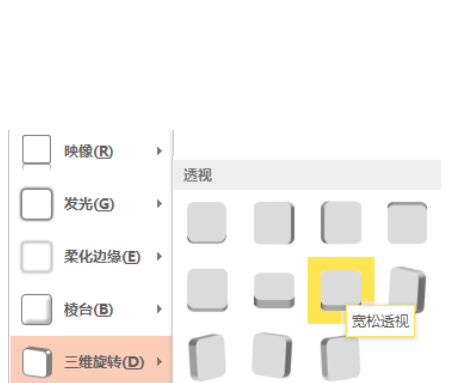 映像(R)
透视
发光(G)
柔化边缘(E)
棱台(B)
宽松透视
三维旋转(D)